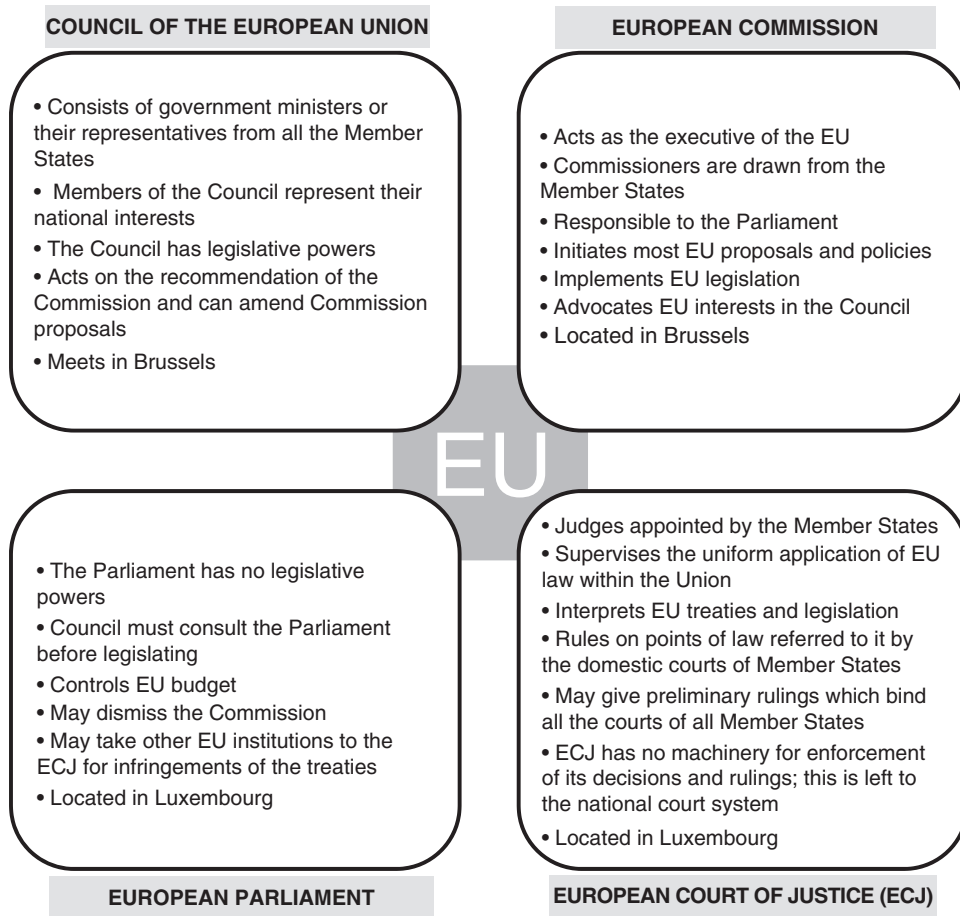 COUNCIL OF THE EUROPEAN UNION
• Consists of government ministers or
their representatives from all the Member
States
• Members of the Council represent their
national interests
• The Council has legislative powers
• Acts on the recommendation of the
Commission and can amend Commission
proposals
• Meets in Brussels
EUROPEAN COMMISSION
• Acts as the executive of the EU
• Commissioners are drawn from the
Member States
• Responsible to the Parliament
• Initiates most EU proposals and policies
• Implements EU legislation
• Advocates EU interests in the Council
• Located in Brussels
EU
• The Parliament has no legislative
powers
• Council must consult the Parliament
before legislating
• Controls EU budget
• May dismiss the Commission
• May take other EU institutions to the
ECJ for infringements of the treaties
• Located in Luxembourg
EUROPEAN PARLIAMENT
• Judges appointed by the Member States
• Supervises the uniform application of EU
law within the Union
• Interprets EU treaties and legislation
• Rules on points of law referred to it by
the domestic courts of Member States
• May give preliminary rulings which bind
all the courts of all Member States
• ECJ has no machinery for enforcement
of its decisions and rulings; this is left to
the national court system
• Located in Luxembourg
EUROPEAN COURT OF JUSTICE (ECJ)